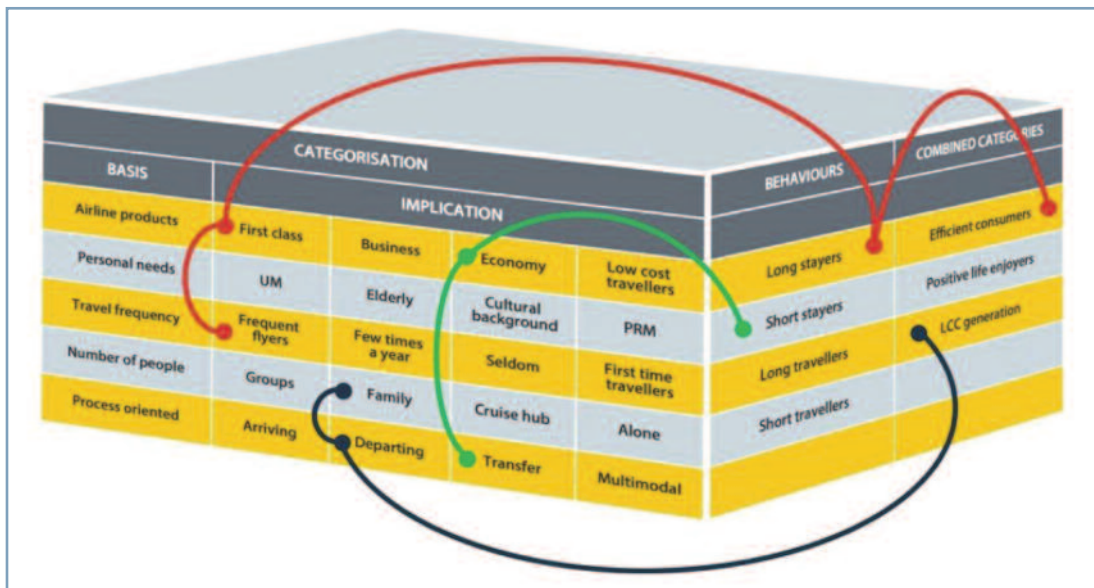 CATEGORISATION
BASIS
IMPLICATION
Airline products
First class
Business
Economy
Low cost
travellers
Personal needs
UM
Elderly
Cultural
background
PRM
Travel frequency
Frequent
flyers
Few times
a year
Seldom
First time
travellers
Number of people
Groups
Family
Cruise hub
Alone
Process oriented
Arriving
Departing
Transfer
Multimodal
BEHAVIOURS
COMBINED CATEGORIES
Long stayers
Efficient consumers
Short stayers
Positive life enjoyers
Long travellers
LCC generation
Short travellers